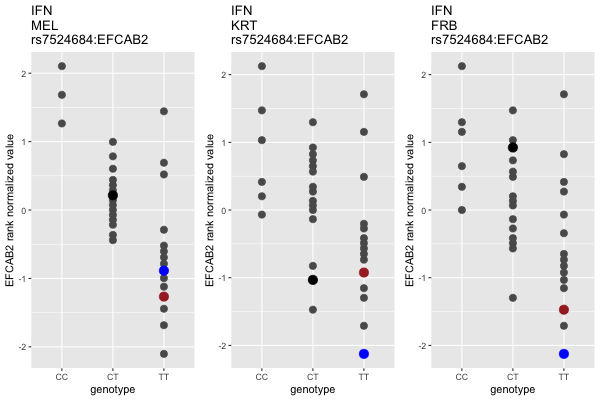 IFN
MEL
rs7524684:EFCAB2
EFCAB2 rank normalized value
2
1
0
-1
-2
CC
CT
TT
genotype
IFN
KRT
rs7524684:EFCAB2
EFCAB2 rank normalized value
2
1
0
-1
-2
CC
CT
TT
genotype
IFN
FRB
rs7524684:EFCAB2
EFCAB2 rank normalized value
2
1
0
-1
-2
CC
CT
TT
genotype